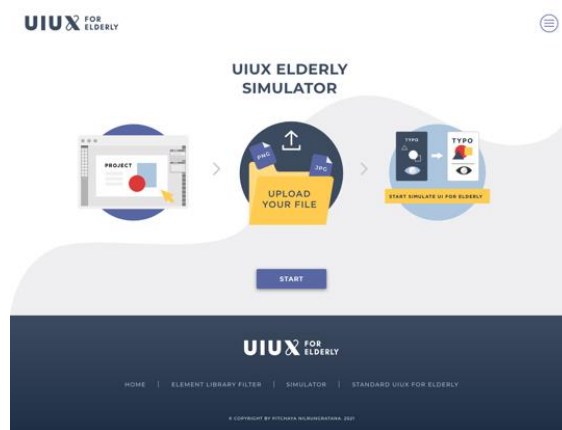 UIUX FOR ELDERLY
UIUX ELDERLY
SIMULATOR
PROJECT
PNG
JPG
UPLOAD
YOUR FILE
TYPO
TYPO
START SIMULATE UI FOR ELDERLY
START
UIUX FOR ELDERLY
HOME | ELEMENT LIBRARY FILTER | SIMULATOR | STANDARD UIUX FOR ELDERLY
© COPYRIGHT BY PITCHAYA NILRUNGRATANA. 2021